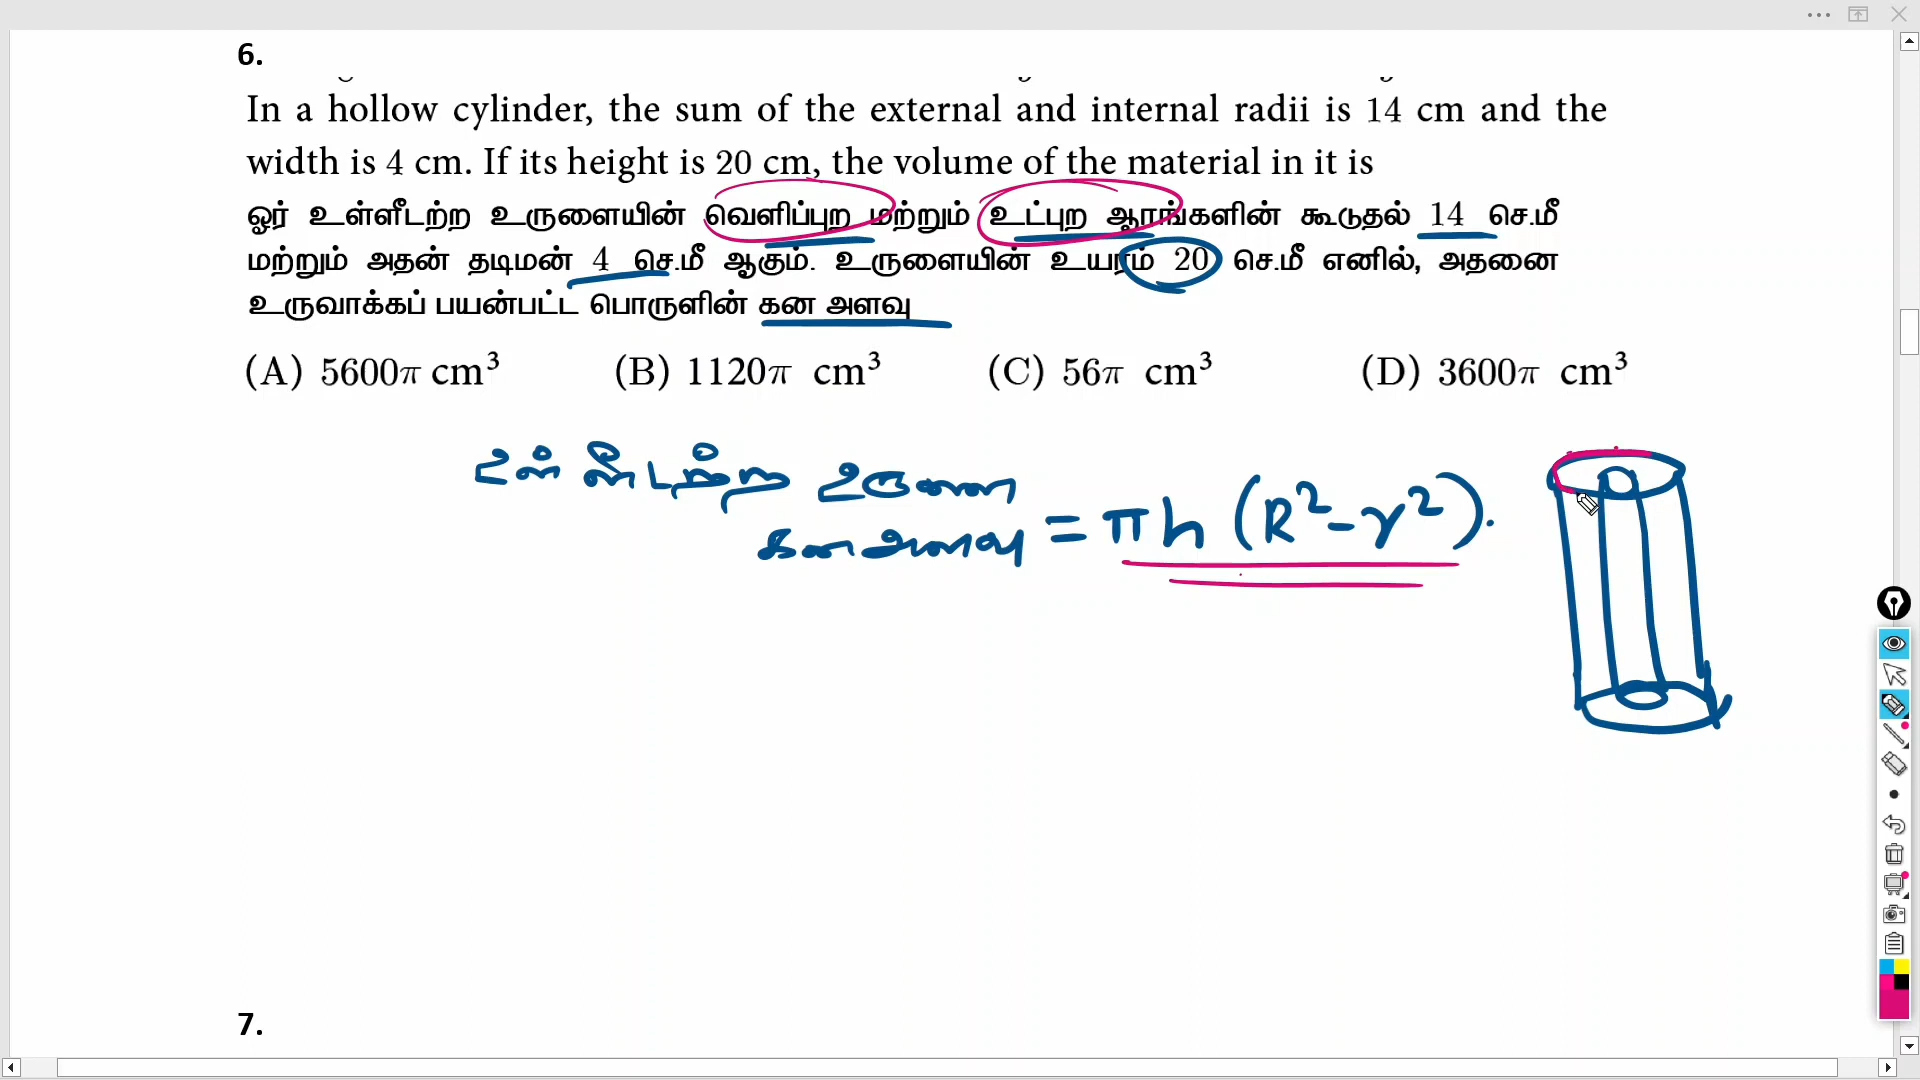 6.
In a hollow cylinder, the sum of the external and internal radii is 14 cm and the
width is 4 cm. If its height is 20 cm, the volume of the material in it is
ஓர் உள்ளீடற்ற உருளையின் வெளிப்புற மற்றும் உட்புற ஆரங்களின் கூடுதல் 14 செ.மீ
மற்றும் அதன் தடிமன் 4 செ.மீ ஆகும். உருளையின் உயரம் 20 செ.மீ எனில், அதனை
உருவாக்கப் பயன்பட்ட பொருளின் கன அளவு
(A) 5600π cm³ (B) 1120π cm³ (C) 56π cm³ (D) 3600π cm³
உள்ளீடற்ற உருளை
கனஅளவு = πh (R² - r²).
7.